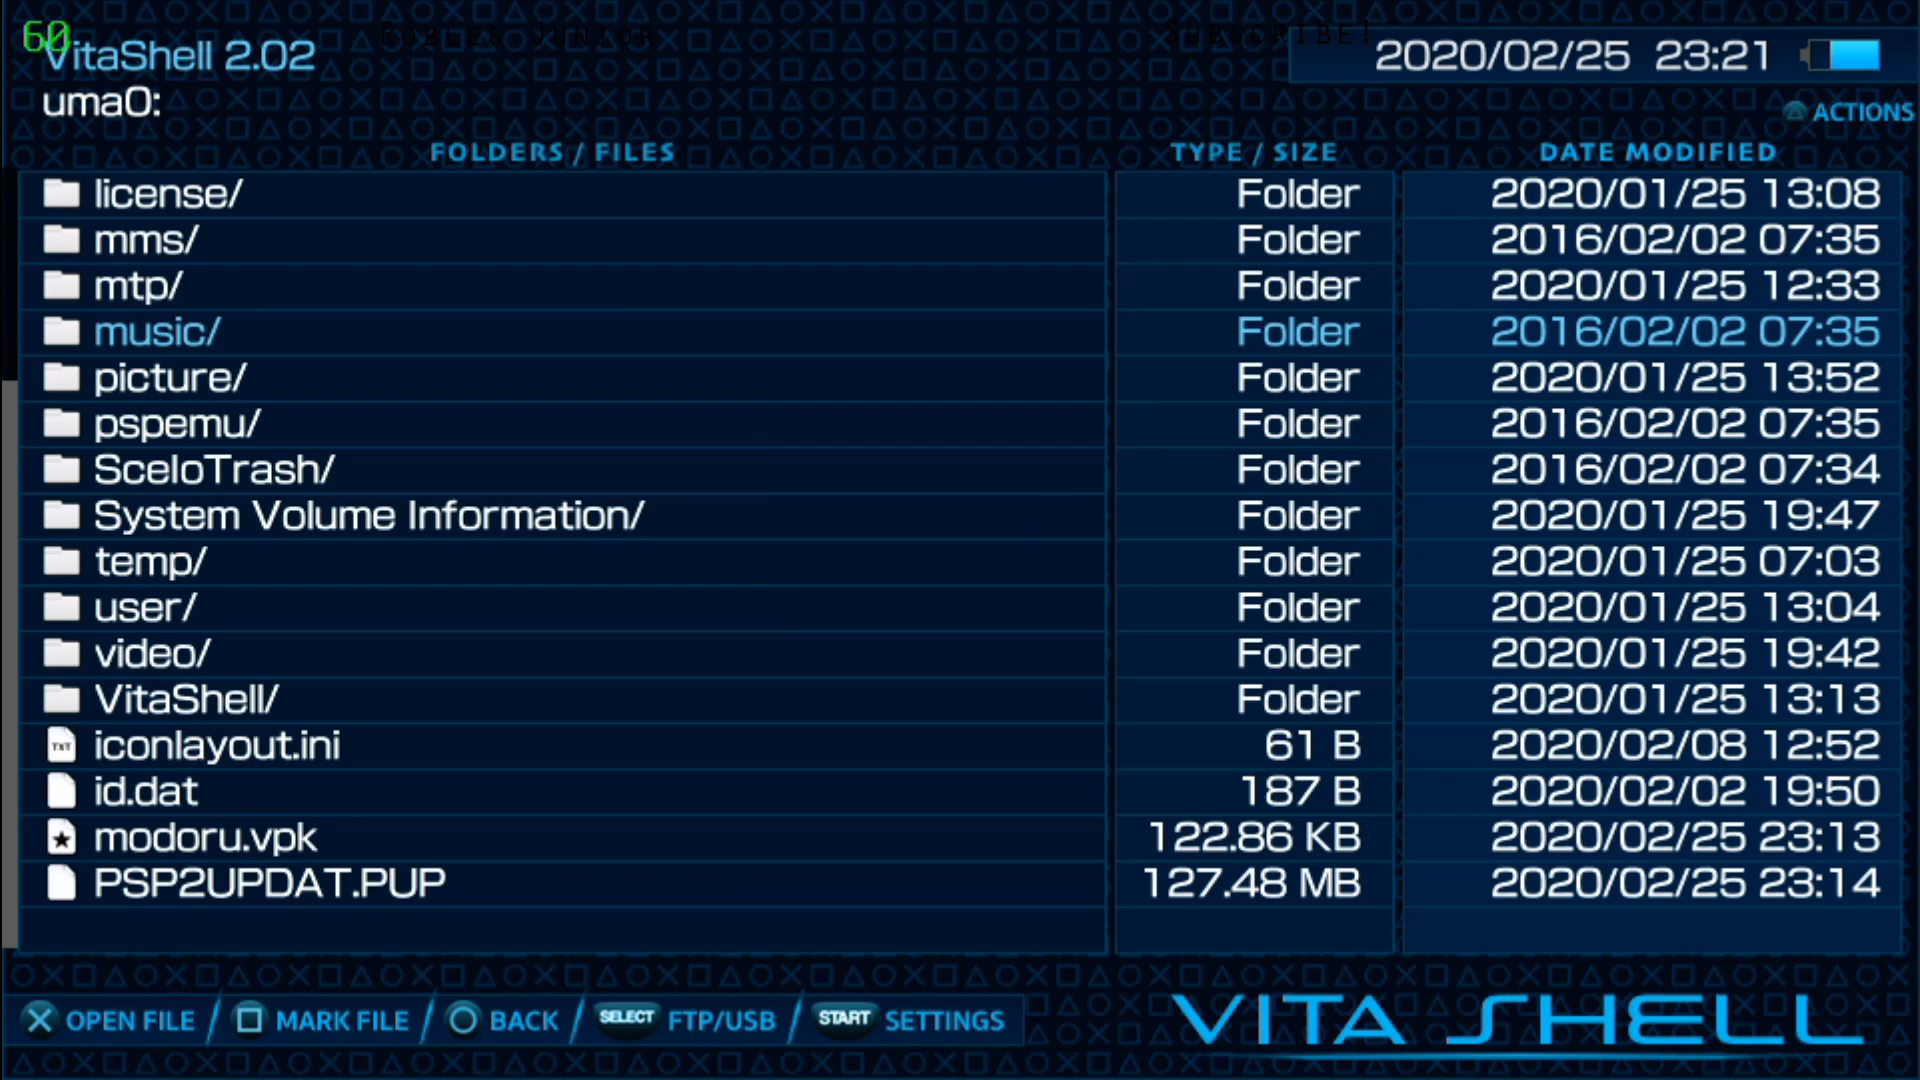 60
VitaShell 2.02
SUBSCRIBE!
2020/02/25 23:21
uma0:
ACTIONS
FOLDERS / FILES TYPE / SIZE DATE MODIFIED
license/ Folder 2020/01/25 13:08
mms/ Folder 2016/02/02 07:35
mtp/ Folder 2020/01/25 12:33
music/ Folder 2016/02/02 07:35
picture/ Folder 2020/01/25 13:52
pspemu/ Folder 2016/02/02 07:35
SceIoTrash/ Folder 2016/02/02 07:34
System Volume Information/ Folder 2020/01/25 19:47
temp/ Folder 2020/01/25 07:03
user/ Folder 2020/01/25 13:04
video/ Folder 2020/01/25 19:42
VitaShell/ Folder 2020/01/25 13:13
TXT iconlayout.ini 61 B 2020/02/08 12:52
id.dat 187 B 2020/02/02 19:50
modoru.vpk 122.86 KB 2020/02/25 23:13
PSP2UPDAT.PUP 127.48 MB 2020/02/25 23:14
OPEN FILE / MARK FILE / BACK / SELECT FTP/USB / START SETTINGS
VITA SHELL